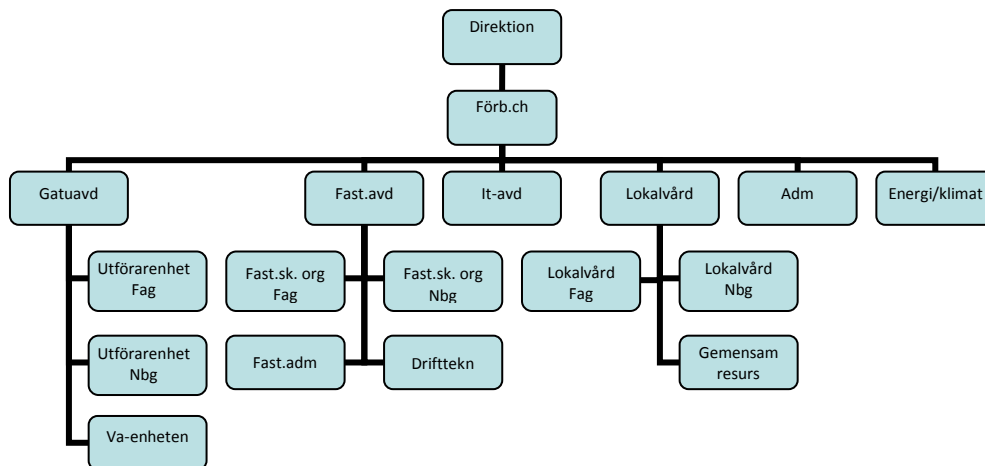 Direktion
Förb.ch
Gatuavd
Fast.avd
It-avd
Lokalvård
Adm
Energi/klimat
Utförarenhet
Fag
Fast.sk. org
Fag
Fast.sk. org
Nbg
Lokalvård
Fag
Lokalvård
Nbg
Utförarenhet
Nbg
Fast.adm
Drifttekn
Gemensam
resurs
Va-enheten